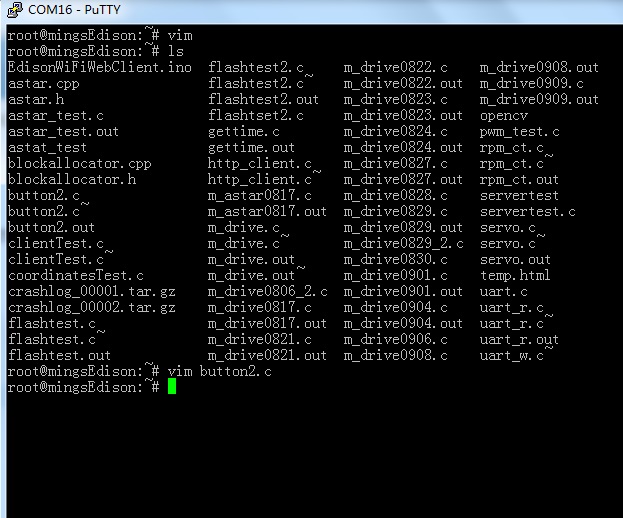 COM16 - PuTTY
root@mingsEdison:~# vim
root@mingsEdison:~# ls
EdisonWiFiWebClient.ino  flashtest2.c    m_drive0822.c    m_drive0908.out
astar.cpp                flashtest2.c~   m_drive0822.out  m_drive0909.c
astar.h                  flashtest2.out  m_drive0823.c    m_drive0909.out
astar_test.c             flashtset2.c    m_drive0823.out  opencv
astar_test.out           gettime.c       m_drive0824.c    pwm_test.c
astat_test               gettime.out     m_drive0824.out  rpm_ct.c
blockallocator.cpp       http_client.c   m_drive0827.c    rpm_ct.c~
blockallocator.h         http_client.c~  m_drive0827.out  rpm_ct.out
button2.c                m_astar0817.c   m_drive0828.c    servertest
button2.c~               m_astar0817.out m_drive0829.c    servertest.c
button2.out              m_drive.c       m_drive0829.out  servo.c
clientTest.c             m_drive.c~      m_drive0829_2.c  servo.c~
clientTest.c~            m_drive.out     m_drive0830.c    servo.out
coordinatesTest.c        m_drive.out~    m_drive0901.c    temp.html
crashlog_00001.tar.gz    m_drive0806_2.c m_drive0901.out  uart.c
crashlog_00002.tar.gz    m_drive0817.c   m_drive0904.c    uart_r.c
flashtest.c              m_drive0817.out m_drive0904.out  uart_r.c~
flashtest.c~             m_drive0821.c   m_drive0906.c    uart_r.out
flashtest.out            m_drive0821.out m_drive0908.c    uart_w.c~
root@mingsEdison:~# vim button2.c
root@mingsEdison:~#